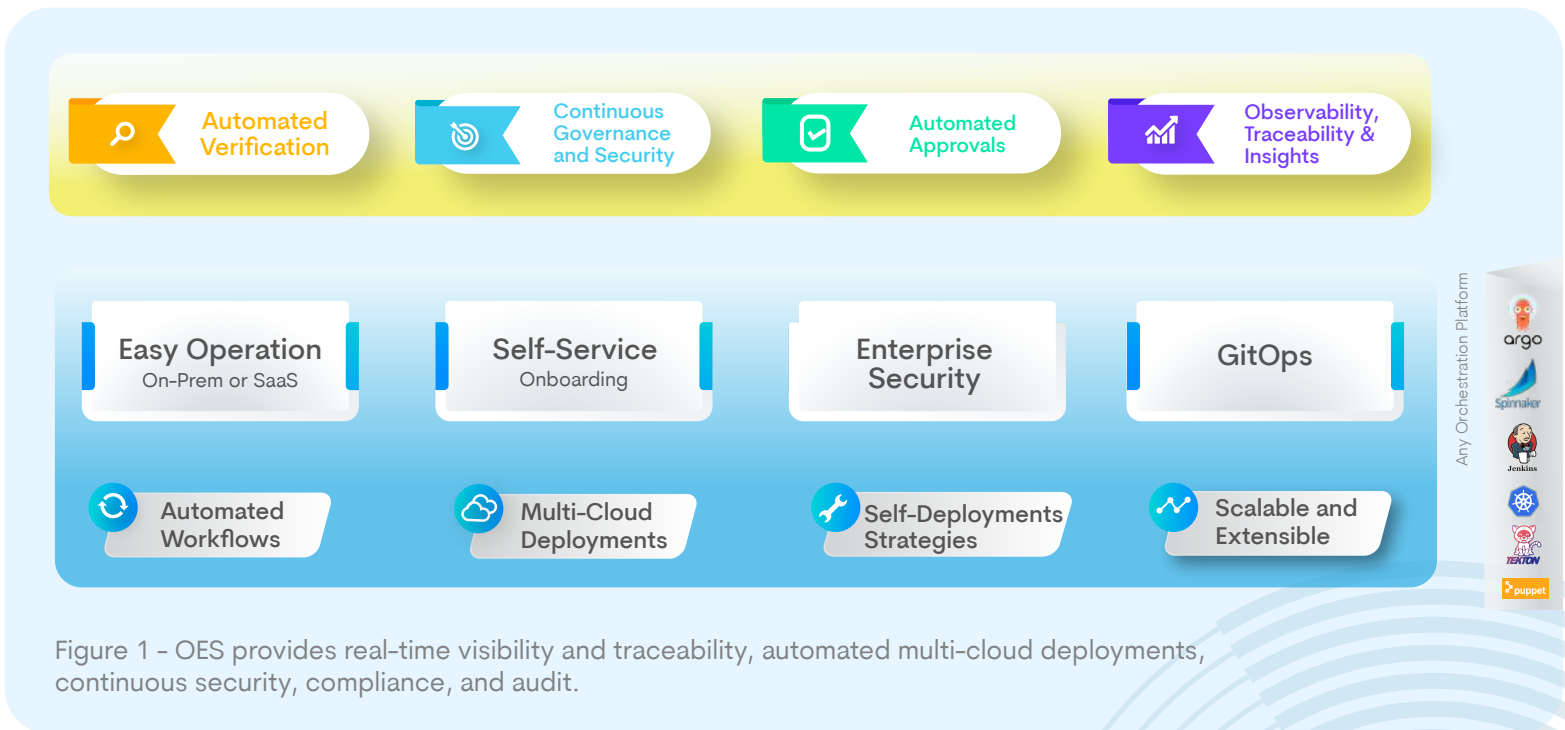 Automated
Verification
Continuous
Governance
and Security
Automated
Approvals
Observability,
Traceability &
Insights
Easy Operation
On-Prem or SaaS
Self-Service
Onboarding
Enterprise
Security
GitOps
Automated
Workflows
Multi-Cloud
Deployments
Self-Deployments
Strategies
Scalable and
Extensible
Any Orchestration Platform
argo
Spinnaker
Jenkins
TEKTON
puppet
Figure 1 - OES provides real-time visibility and traceability, automated multi-cloud deployments,
continuous security, compliance, and audit.